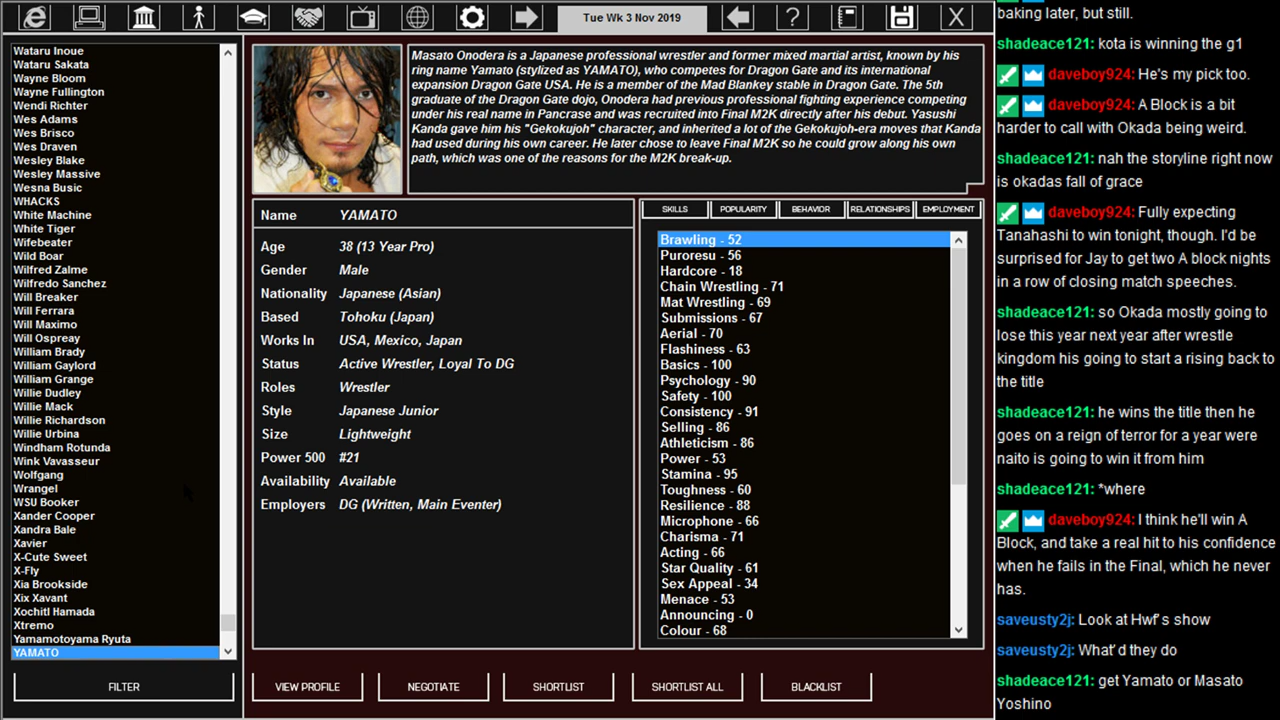 Tue Wk 3 Nov 2019
?
X
Wataru Inoue
Wataru Sakata
Wayne Bloom
Wayne Fullington
Wendi Richter
Wes Adams
Wes Brisco
Wes Draven
Wesley Blake
Wesley Massive
Wesna Busic
WHACKS
White Machine
White Tiger
Wifebeater
Wild Boar
Wilfred Zalme
Wilfredo Sanchez
Will Breaker
Will Ferrara
Will Maximo
Will Ospreay
William Brady
William Gaylord
William Grange
Willie Dudley
Willie Mack
Willie Richardson
Willie Urbina
Windham Rotunda
Wink Vavasseur
Wolfgang
Wrangel
WSU Booker
Xander Cooper
Xandra Bale
Xavier
X-Cute Sweet
X-Fly
Xia Brookside
Xix Xavant
Xochitl Hamada
Xtremo
Yamamotoyama Ryuta
YAMATO
FILTER
Masato Onodera is a Japanese professional wrestler and former mixed martial artist, known by his
ring name Yamato (stylized as YAMATO), who competes for Dragon Gate and its international
expansion Dragon Gate USA. He is a member of the Mad Blankey stable in Dragon Gate. The 5th
graduate of the Dragon Gate dojo, Onodera had previous professional fighting experience competing
under his real name in Pancrase and was recruited into Final M2K directly after his debut. Yasushi
Kanda gave him his "Gekokujoh" character, and inherited a lot of the Gekokujoh-era moves that Kanda
had used during his own career. He later chose to leave Final M2K so he could grow along his own
path, which was one of the reasons for the M2K break-up.
Name YAMATO
Age 38 (13 Year Pro)
Gender Male
Nationality Japanese (Asian)
Based Tohoku (Japan)
Works In USA, Mexico, Japan
Status Active Wrestler, Loyal To DG
Roles Wrestler
Style Japanese Junior
Size Lightweight
Power 500 #21
Availability Available
Employers DG (Written, Main Eventer)
SKILLS POPULARITY BEHAVIOR RELATIONSHIPS EMPLOYMENT
Brawling - 52
Puroresu - 56
Hardcore - 18
Chain Wrestling - 71
Mat Wrestling - 69
Submissions - 67
Aerial - 70
Flashiness - 63
Basics - 100
Psychology - 90
Safety - 100
Consistency - 91
Selling - 86
Athleticism - 86
Power - 53
Stamina - 95
Toughness - 60
Resilience - 88
Microphone - 66
Charisma - 71
Acting - 66
Star Quality - 61
Sex Appeal - 34
Menace - 53
Announcing - 0
Colour - 68
VIEW PROFILE NEGOTIATE SHORTLIST SHORTLIST ALL BLACKLIST
baking later, but still.
shadeace121: kota is winning the g1
daveboy924: He's my pick too.
daveboy924: A Block is a bit
harder to call with Okada being weird.
shadeace121: nah the storyline right now
is okadas fall of grace
daveboy924: Fully expecting
Tanahashi to win tonight, though. I'd be
surprised for Jay to get two A block nights
in a row of closing match speeches.
shadeace121: so Okada mostly going to
lose this year next year after wrestle
kingdom his going to start a rising back to
the title
shadeace121: he wins the title then he
goes on a reign of terror for a year were
naito is going to win it from him
shadeace121: *where
daveboy924: I think he'll win A
Block, and take a real hit to his confidence
when he fails in the Final, which he never
has.
saveusty2j: Look at Hwf's show
saveusty2j: What'd they do
shadeace121: get Yamato or Masato
Yoshino